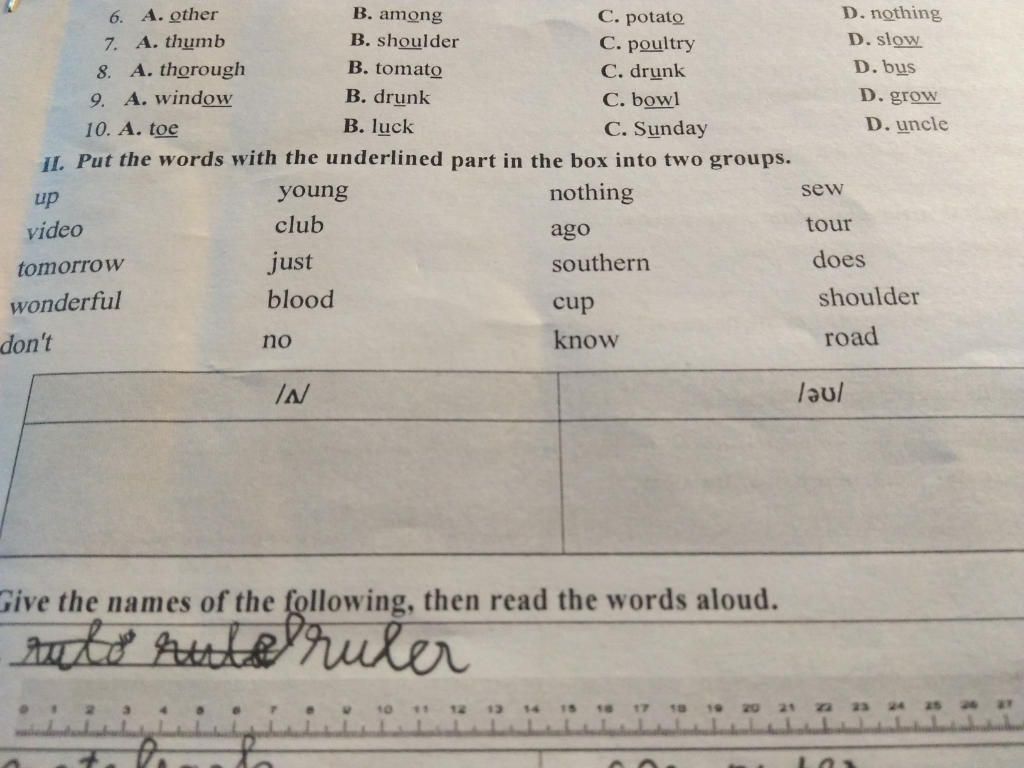 6. A. other B. among C. potato D. nothing
7. A. thumb B. shoulder C. poultry D. slow
8. A. thorough B. tomato C. drunk D. bus
9. A. window B. drunk C. bowl D. grow
10. A. toe B. luck C. Sunday D. uncle
II. Put the words with the underlined part in the box into two groups.
up young nothing sew
video club ago tour
tomorrow just southern does
wonderful blood cup shoulder
don't no know road
/ʌ/ /əʊ/
Give the names of the following, then read the words aloud.
ruler
0 1 2 3 4 5 6 7 8 9 10 11 12 13 14 15 16 17 18 19 20 21 22 23 24 25 26 27